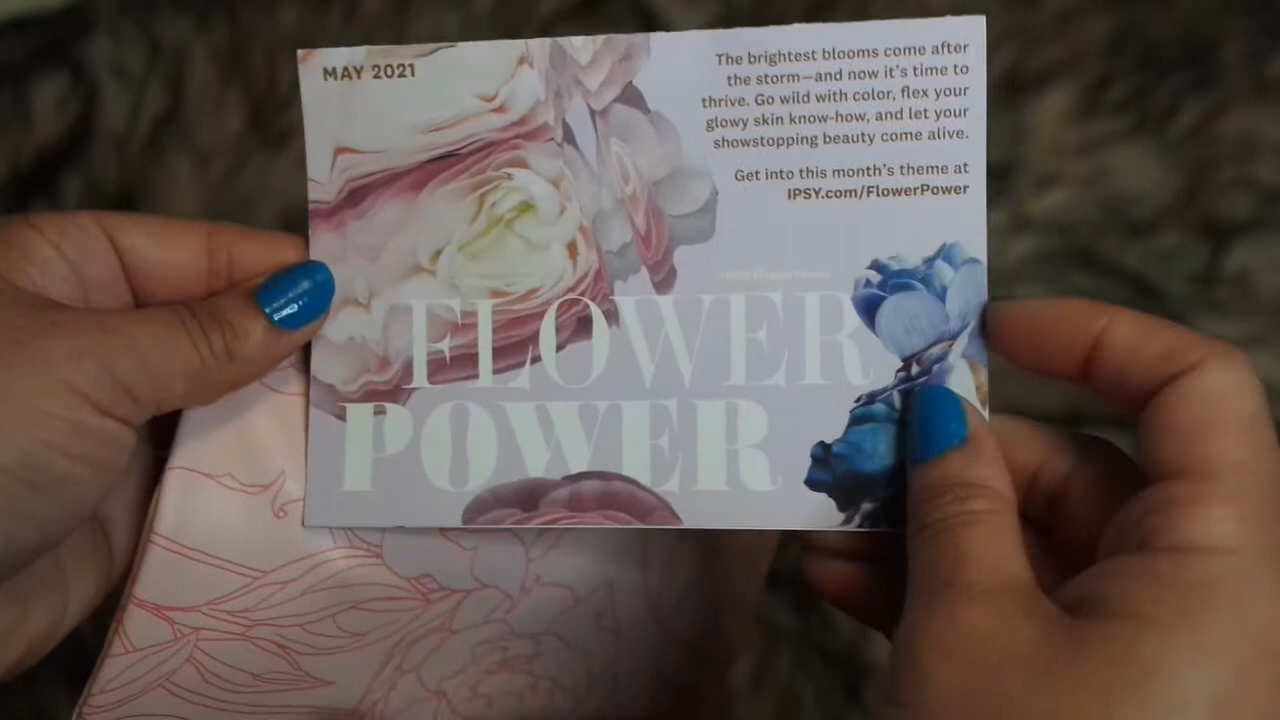 MAY 2021
The brightest blooms come after
the storm—and now it's time to
thrive. Go wild with color, flex your
glowy skin know-how, and let your
showstopping beauty come alive.
Get into this month's theme at
IPSY.com/FlowerPower
FLOWER
POWER